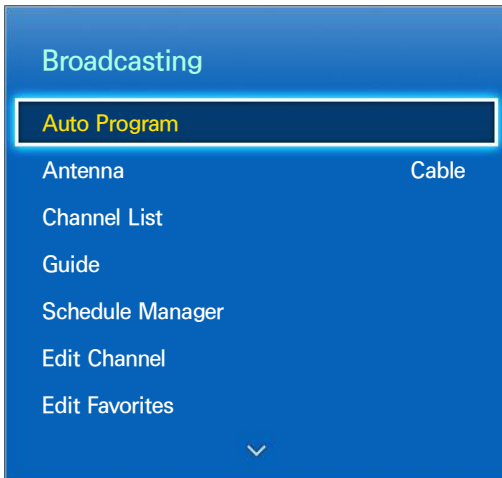 Broadcasting
Auto Program
Antenna Cable
Channel List
Guide
Schedule Manager
Edit Channel
Edit Favorites